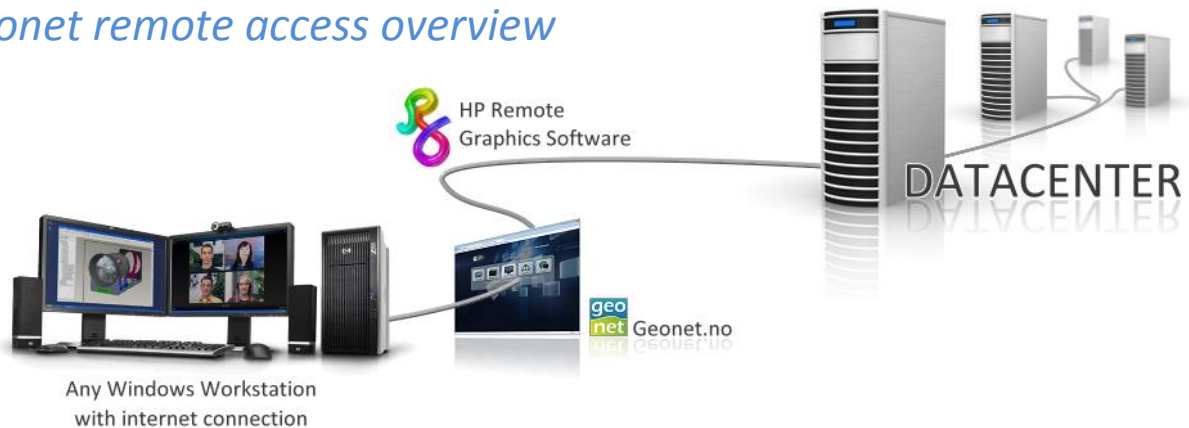 onet remote access overview
HP Remote
Graphics Software
DATACENTER
geo
net Geonet.no
Any Windows Workstation
with internet connection